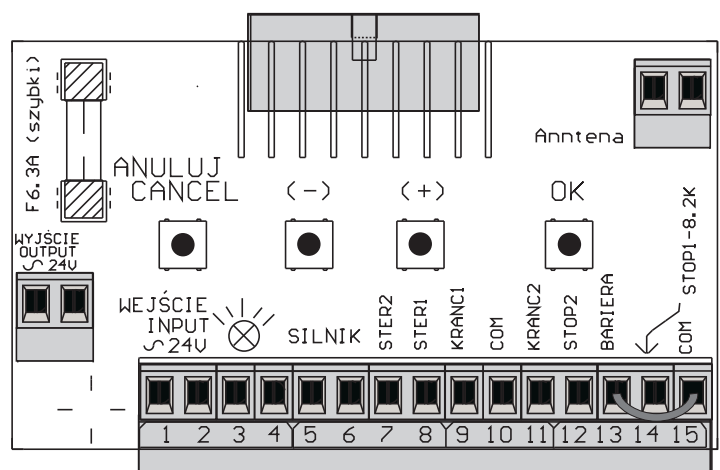 F6.3A (szybki)
Anntena
ANULUJ
CANCEL
(-)
(+)
OK
WYJŚCIE
OUTPUT
24V
WEJŚCIE
INPUT
24V
SILNIK
STER2
STER1
KRANC1
COM
KRANC2
STOP2
BARIERA
STOP1-8.2K
COM
1 2 3 4 5 6 7 8 9 10 11 12 13 14 15